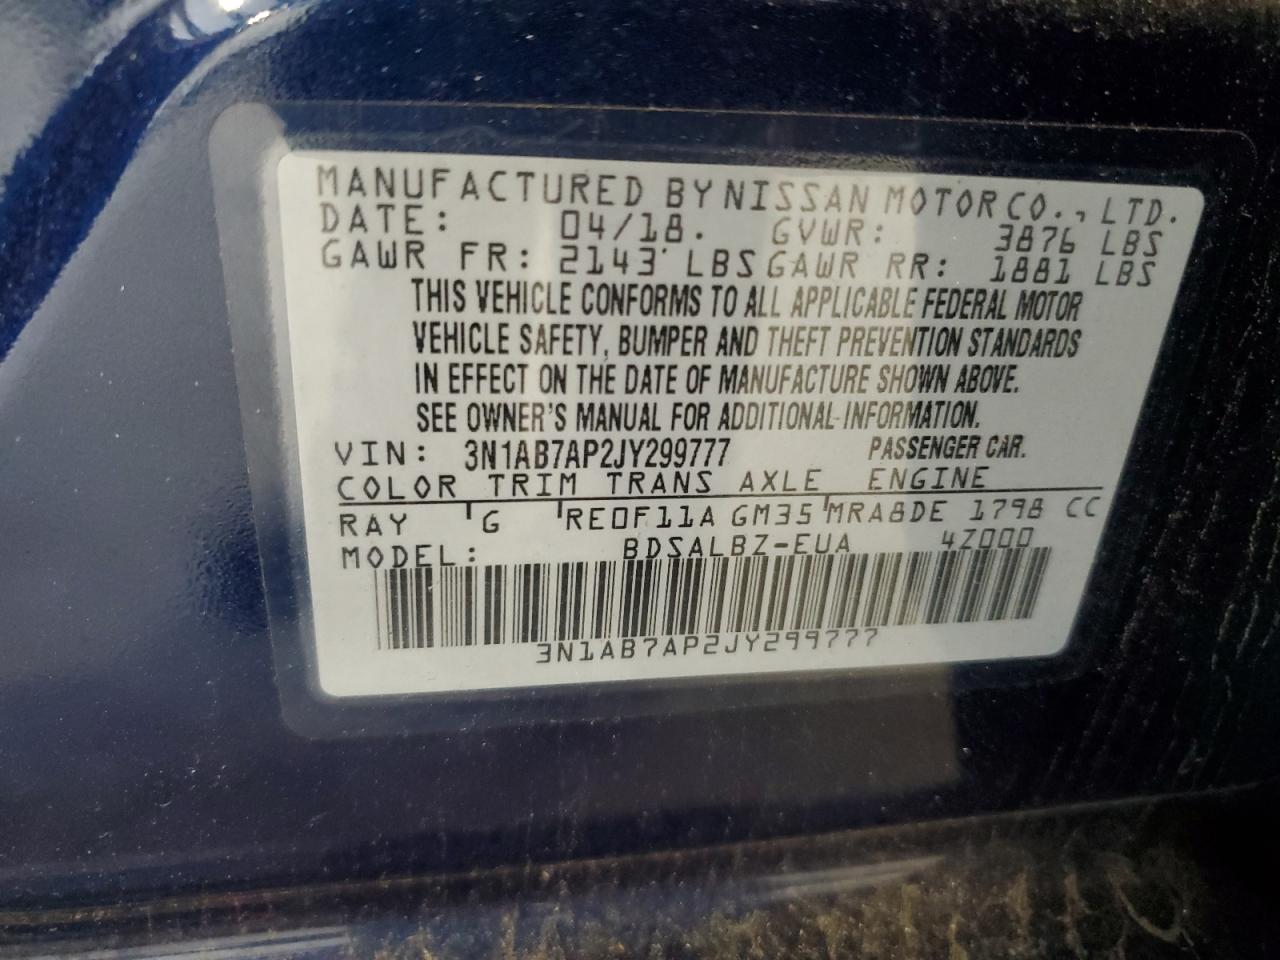 MANUFACTURED BY NISSAN MOTOR CO., LTD.
DATE: 04/18. GVWR: 3876 LBS
GAWR FR: 2143 LBS GAWR RR: 1881 LBS
THIS VEHICLE CONFORMS TO ALL APPLICABLE FEDERAL MOTOR
VEHICLE SAFETY, BUMPER AND THEFT PREVENTION STANDARDS
IN EFFECT ON THE DATE OF MANUFACTURE SHOWN ABOVE.
SEE OWNER'S MANUAL FOR ADDITIONAL INFORMATION.
VIN: 3N1AB7AP2JY299777 PASSENGER CAR.
COLOR TRIM TRANS AXLE ENGINE
RAY G RE0F11A GM35 MRA8DE 1798 CC
MODEL: BDSALBZ-EUA 4Z000
3N1AB7AP2JY299777